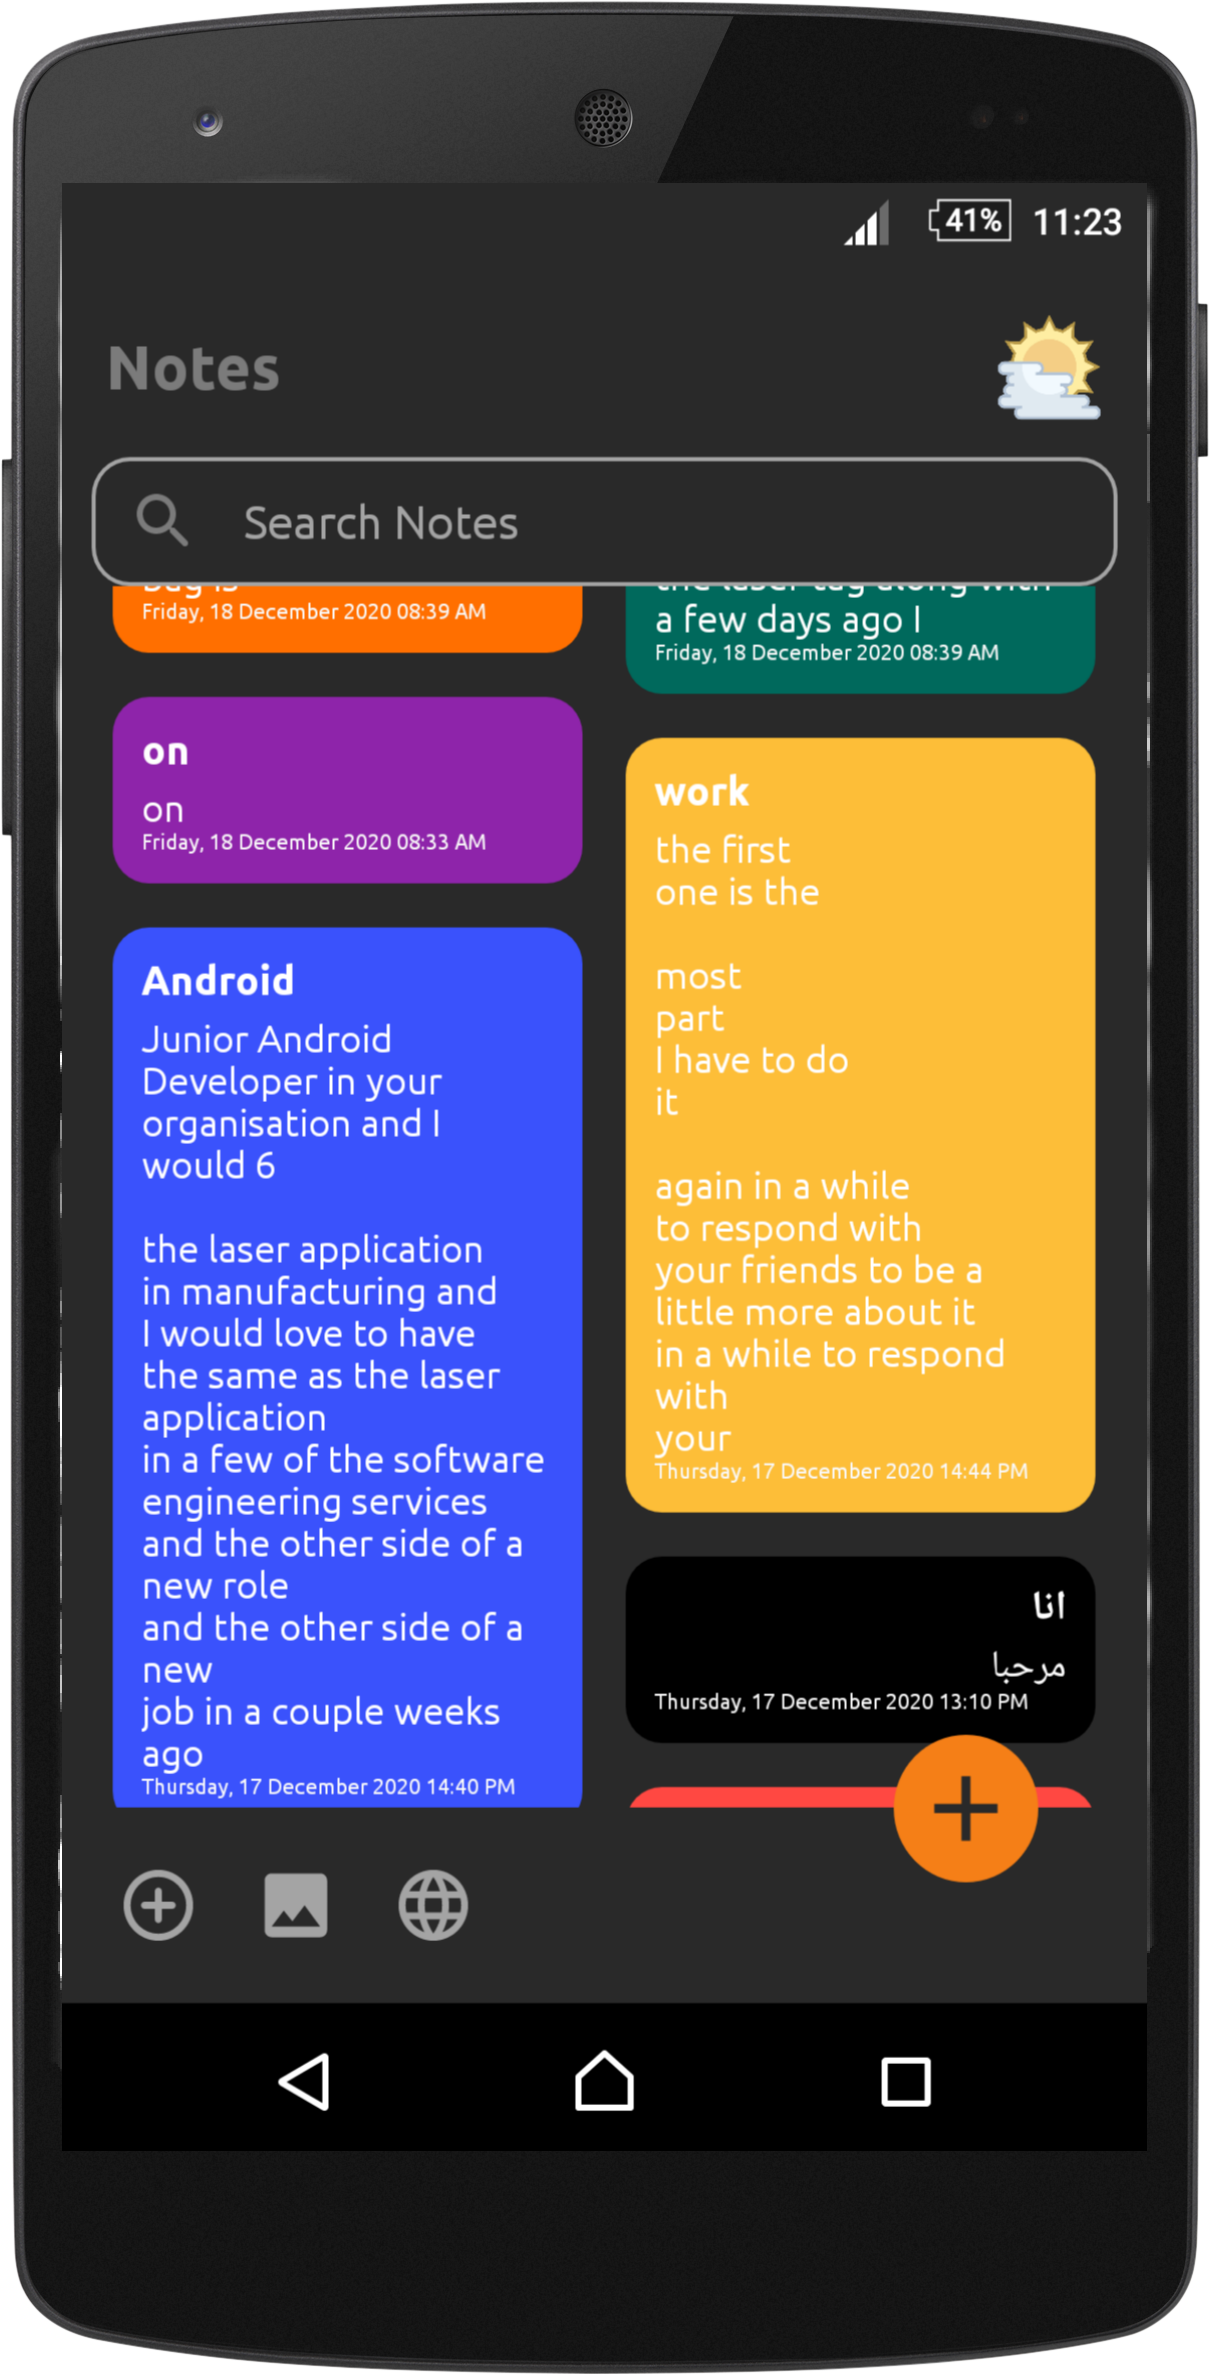 41% 11:23
Notes
Search Notes
Friday, 18 December 2020 08:39 AM
on
on
Friday, 18 December 2020 08:33 AM
Android
Junior Android
Developer in your
organisation and I
would 6
the laser application
in manufacturing and
I would love to have
the same as the laser
application
in a few of the software
engineering services
and the other side of a
new role
and the other side of a
new
job in a couple weeks
ago
Thursday, 17 December 2020 14:40 PM
the laser tag along with
a few days ago I
Friday, 18 December 2020 08:39 AM
work
the first
one is the
most
part
I have to do
it
again in a while
to respond with
your friends to be a
little more about it
in a while to respond
with
your
Thursday, 17 December 2020 14:44 PM
انا
مرحبا
Thursday, 17 December 2020 13:10 PM